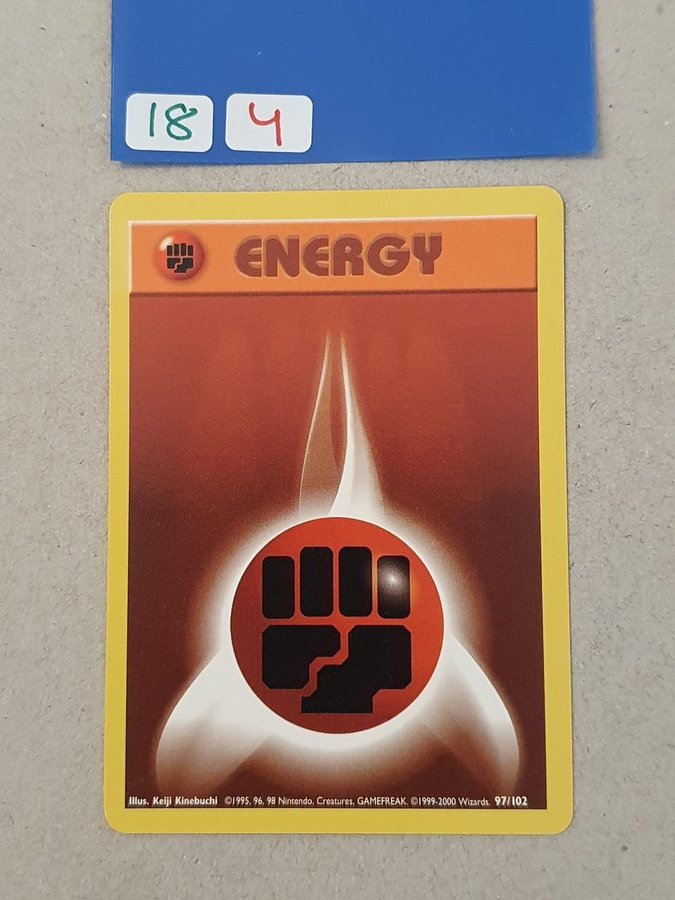 18 4
ENERGY
Illus. Keiji Kinebuchi ©1995, 96, 98 Nintendo, Creatures, GAMEFREAK. ©1999-2000 Wizards. 97/102